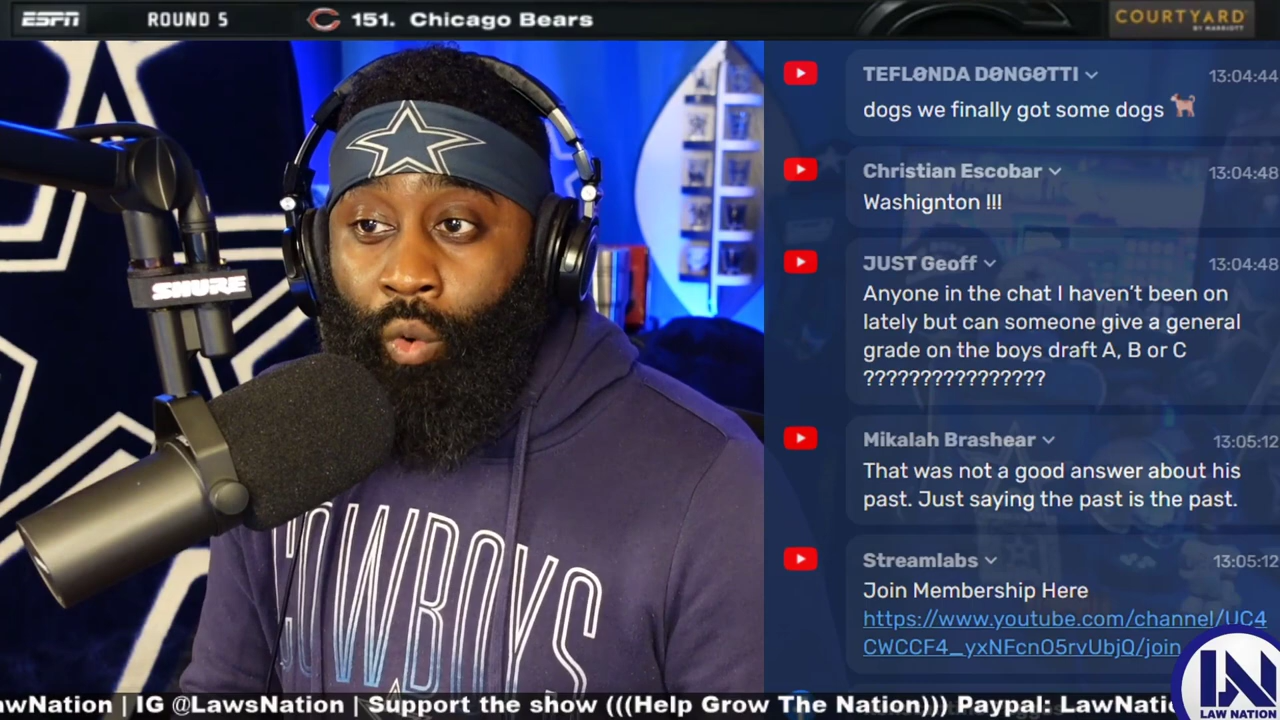 ESPN ROUND 5 151. Chicago Bears COURTYARD
BY MARRIOTT
TEFLØNDA DØNGØTTI 13:04:44
dogs we finally got some dogs
Christian Escobar 13:04:48
Washignton !!!
JUST Geoff 13:04:48
Anyone in the chat I haven't been on
lately but can someone give a general
grade on the boys draft A, B or C
????????????????
Mikalah Brashear 13:05:12
That was not a good answer about his
past. Just saying the past is the past.
Streamlabs 13:05:12
Join Membership Here
https://www.youtube.com/channel/UC4
CWCCF4_yxNFcnO5rvUbjQ/join
SHURE
COWBOYS
awNation | IG @LawsNation | Support the show (((Help Grow The Nation))) Paypal: LawNati
LN
LAW NATION